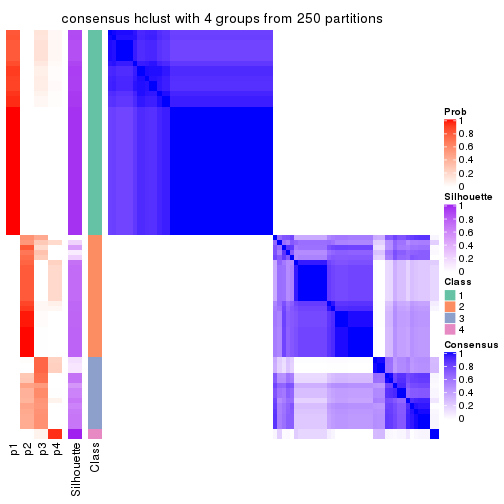 consensus hclust with 4 groups from 250 partitions
Prob
1
0.8
0.6
0.4
0.2
0
Silhouette
1
0.8
0.6
0.4
0.2
0
Class
1
2
3
4
Consensus
1
0.8
0.6
0.4
0.2
0
p1
p2
p3
p4
Silhouette
Class